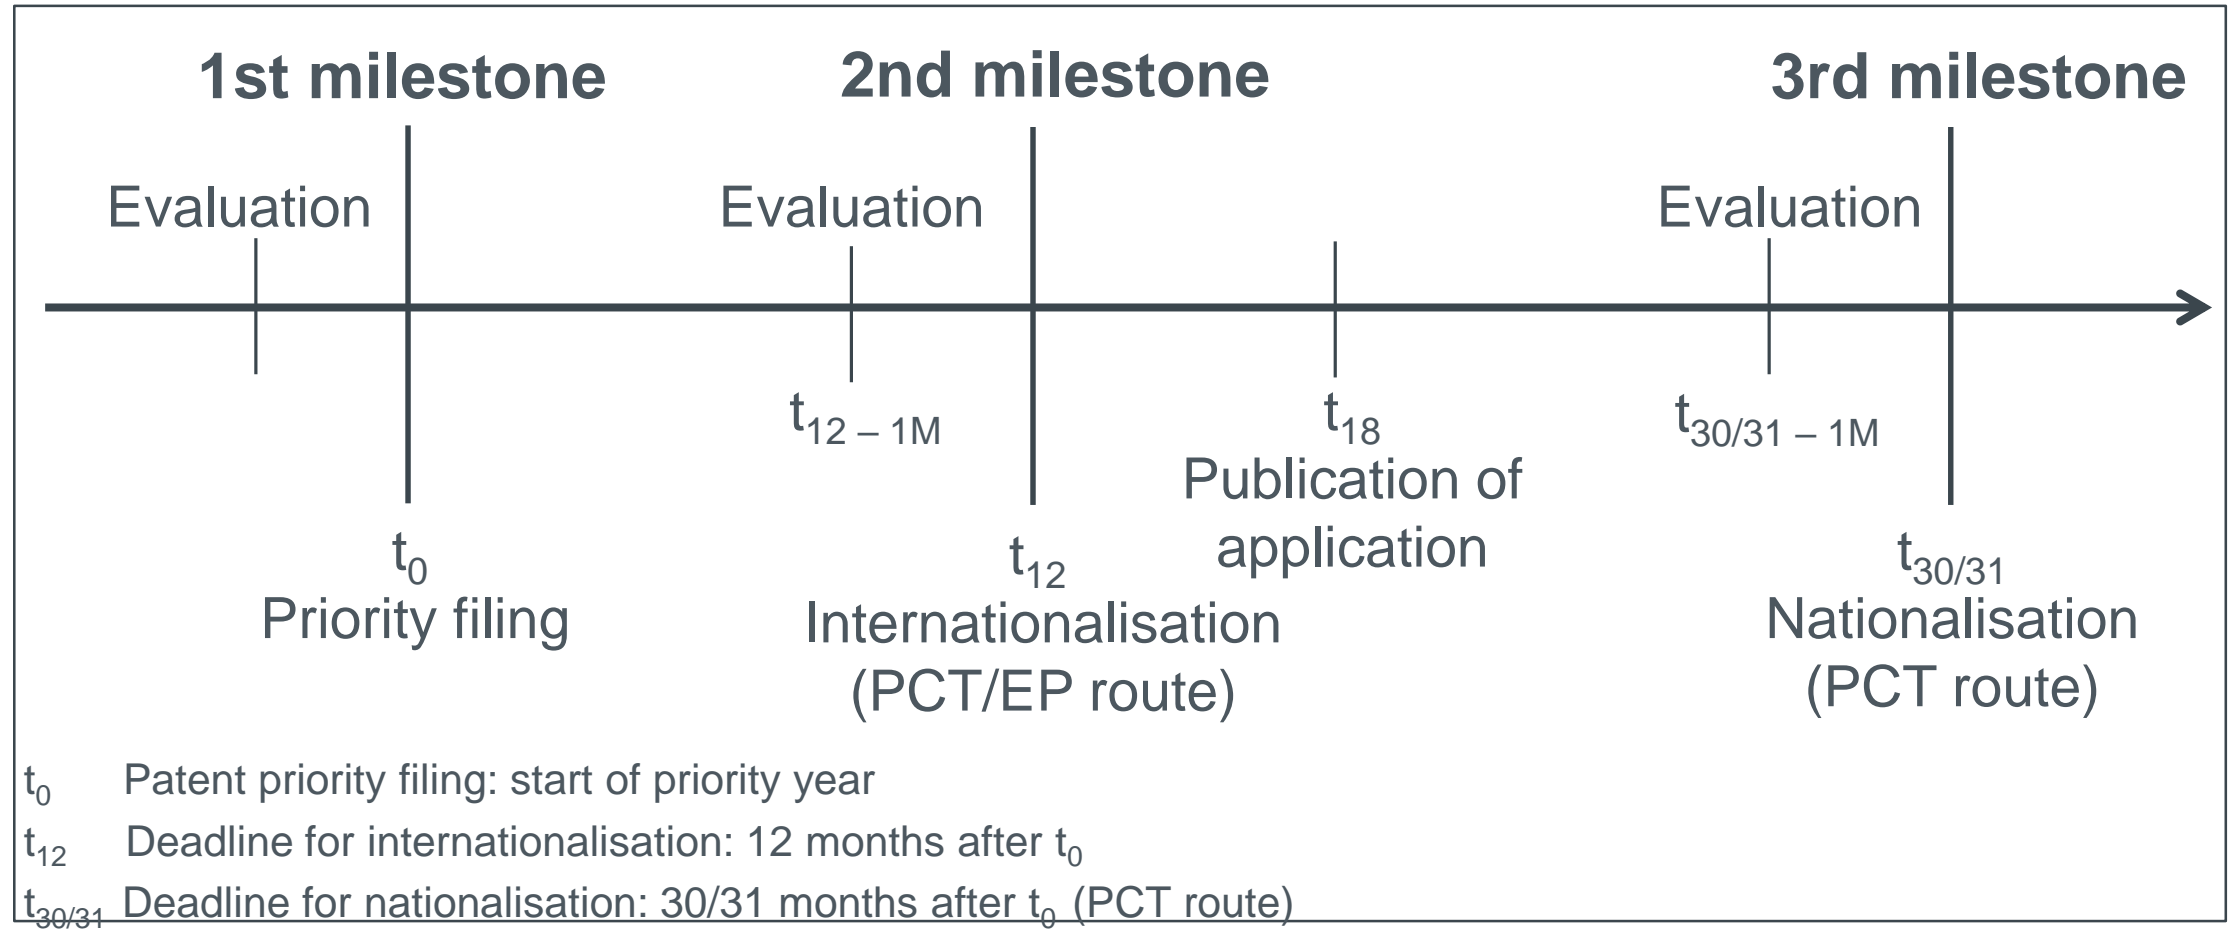 1st milestone 2nd milestone 3rd milestone
Evaluation Evaluation Evaluation
t12 – 1M t18 t30/31 – 1M
Publication of
application
t0 t12 t30/31
Priority filing Internationalisation Nationalisation
(PCT/EP route) (PCT route)
t0 Patent priority filing: start of priority year
t12 Deadline for internationalisation: 12 months after t0
t30/31 Deadline for nationalisation: 30/31 months after t0 (PCT route)